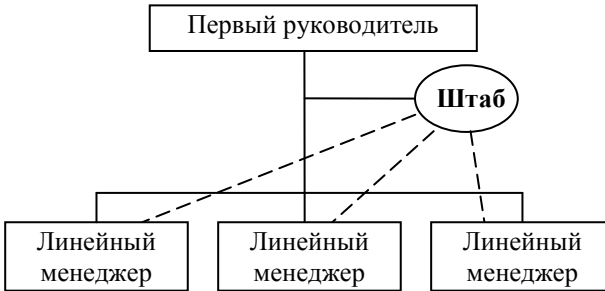 Первый руководитель
Штаб
Линейный
менеджер
Линейный
менеджер
Линейный
менеджер